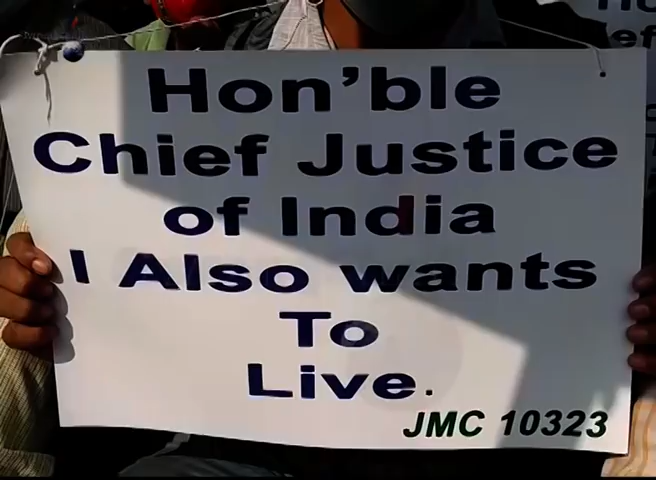 Hon'ble
Chief Justice
of India
I Also wants
To
Live.
JMC 10323